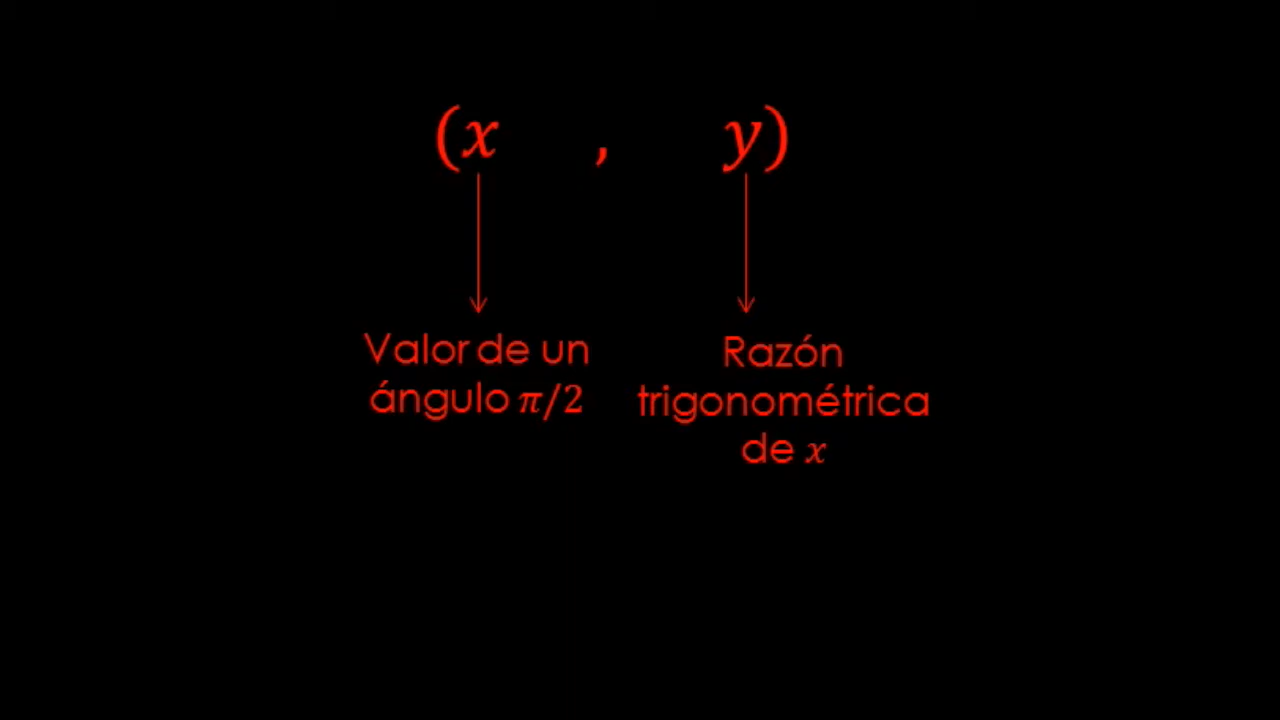 (x , y)
Valor de un
ángulo π/2
Razón
trigonométrica
de x